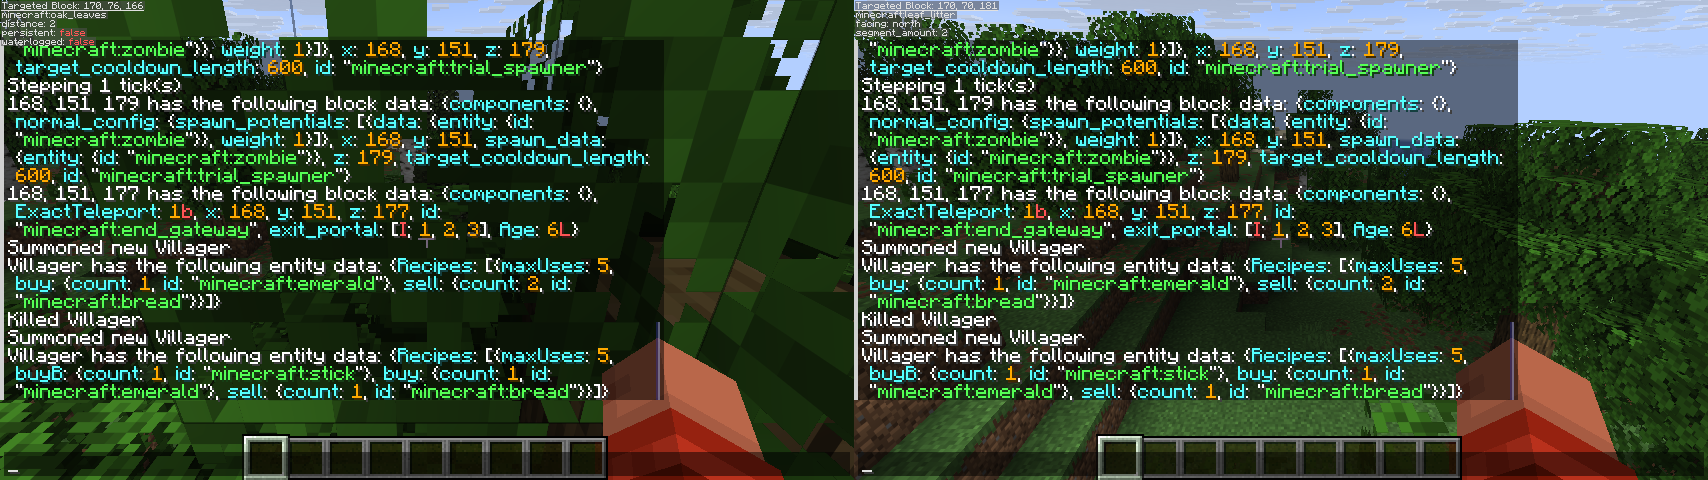 Targeted Block: 170, 76, 166
minecraft:oak_leaves
distance: 2
persistent: false
waterlogged: false
"minecraft:zombie"}}, weight: 1}]}, x: 168, y: 151, z: 179,
target_cooldown_length: 600, id: "minecraft:trial_spawner"}
Stepping 1 tick(s)
168, 151, 179 has the following block data: {components: {},
normal_config: {spawn_potentials: [{data: {entity: {id:
"minecraft:zombie"}}, weight: 1}]}, x: 168, y: 151, spawn_data:
{entity: {id: "minecraft:zombie"}}, z: 179, target_cooldown_length:
600, id: "minecraft:trial_spawner"}
168, 151, 177 has the following block data: {components: {},
ExactTeleport: 1b, x: 168, y: 151, z: 177, id:
"minecraft:end_gateway", exit_portal: [I; 1, 2, 3], Age: 6L}
Summoned new Villager
Villager has the following entity data: {Recipes: [{maxUses: 5,
buy: {count: 1, id: "minecraft:emerald"}, sell: {count: 2, id:
"minecraft:bread"}}]}
Killed Villager
Summoned new Villager
Villager has the following entity data: {Recipes: [{maxUses: 5,
buyB: {count: 1, id: "minecraft:stick"}, buy: {count: 1, id:
"minecraft:emerald"}, sell: {count: 1, id: "minecraft:bread"}}]}
_
Targeted Block: 170, 70, 181
minecraft:leaf_litter
facing: north
segment_amount: 2
"minecraft:zombie"}}, weight: 1}]}, x: 168, y: 151, z: 179,
target_cooldown_length: 600, id: "minecraft:trial_spawner"}
Stepping 1 tick(s)
168, 151, 179 has the following block data: {components: {},
normal_config: {spawn_potentials: [{data: {entity: {id:
"minecraft:zombie"}}, weight: 1}]}, x: 168, y: 151, spawn_data:
{entity: {id: "minecraft:zombie"}}, z: 179, target_cooldown_length:
600, id: "minecraft:trial_spawner"}
168, 151, 177 has the following block data: {components: {},
ExactTeleport: 1b, x: 168, y: 151, z: 177, id:
"minecraft:end_gateway", exit_portal: [I; 1, 2, 3], Age: 6L}
Summoned new Villager
Villager has the following entity data: {Recipes: [{maxUses: 5,
buy: {count: 1, id: "minecraft:emerald"}, sell: {count: 2, id:
"minecraft:bread"}}]}
Killed Villager
Summoned new Villager
Villager has the following entity data: {Recipes: [{maxUses: 5,
buyB: {count: 1, id: "minecraft:stick"}, buy: {count: 1, id:
"minecraft:emerald"}, sell: {count: 1, id: "minecraft:bread"}}]}
_